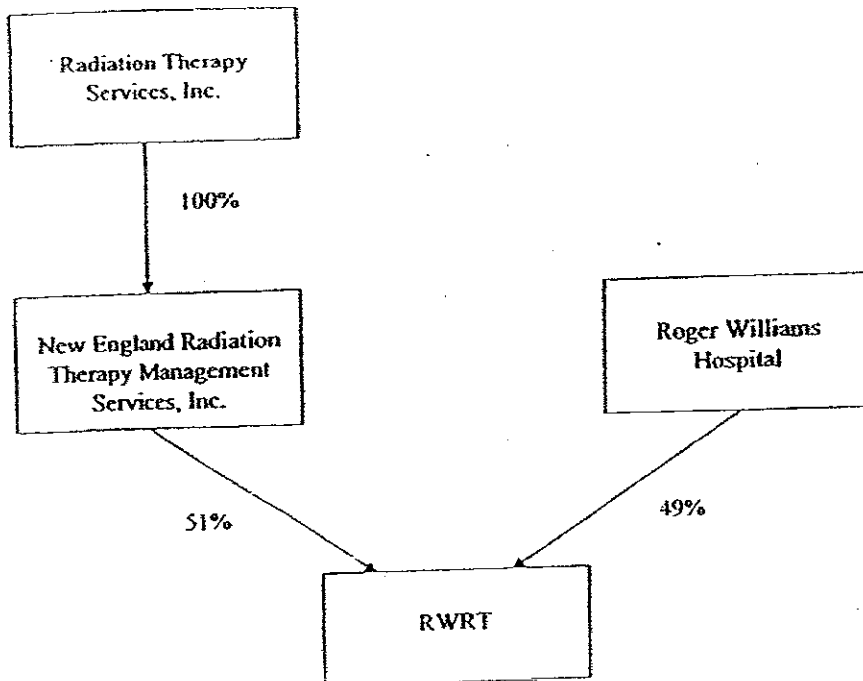 Radiation Therapy
Services, Inc.
100%
New England Radiation
Therapy Management
Services, Inc.
Roger Williams
Hospital
51%
49%
RWRT